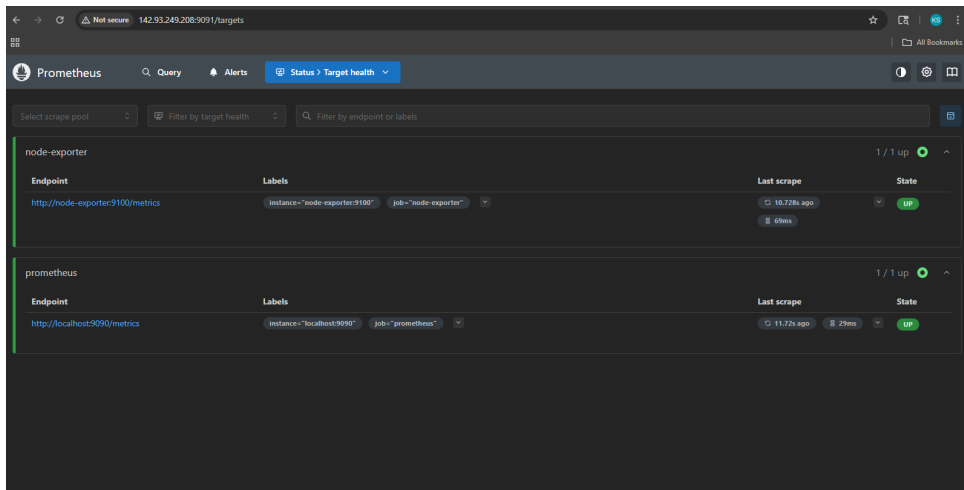 Not secure 142.93.249.208:9091/targets KS
All Bookmarks
Prometheus Query Alerts Status > Target health
Select scrape pool Filter by target health Filter by endpoint or labels
node-exporter 1 / 1 up
Endpoint Labels Last scrape State
http://node-exporter:9100/metrics instance="node-exporter:9100" job="node-exporter" 10.728s ago UP
69ms
prometheus 1 / 1 up
Endpoint Labels Last scrape State
http://localhost:9090/metrics instance="localhost:9090" job="prometheus" 11.72s ago 29ms UP